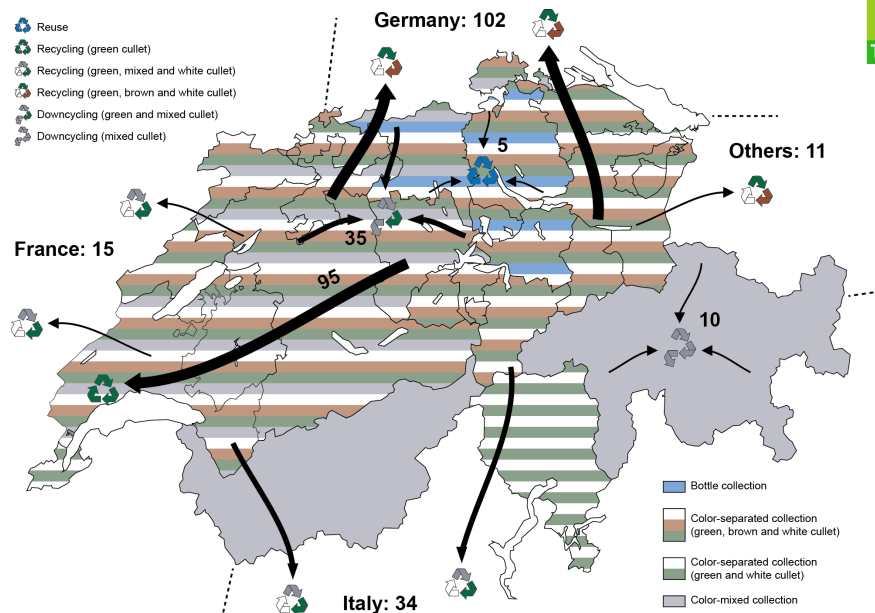 Germany: 102
Reuse
Recycling (green cullet)
Recycling (green, mixed and white cullet)
Recycling (green, brown and white cullet)
Downcycling (green and mixed cullet)
Downcycling (mixed cullet)
5
Others: 11
35
France: 15
95
10
Bottle collection
Color-separated collection
(green, brown and white cullet)
Color-separated collection
(green and white cullet)
Color-mixed collection
Italy: 34